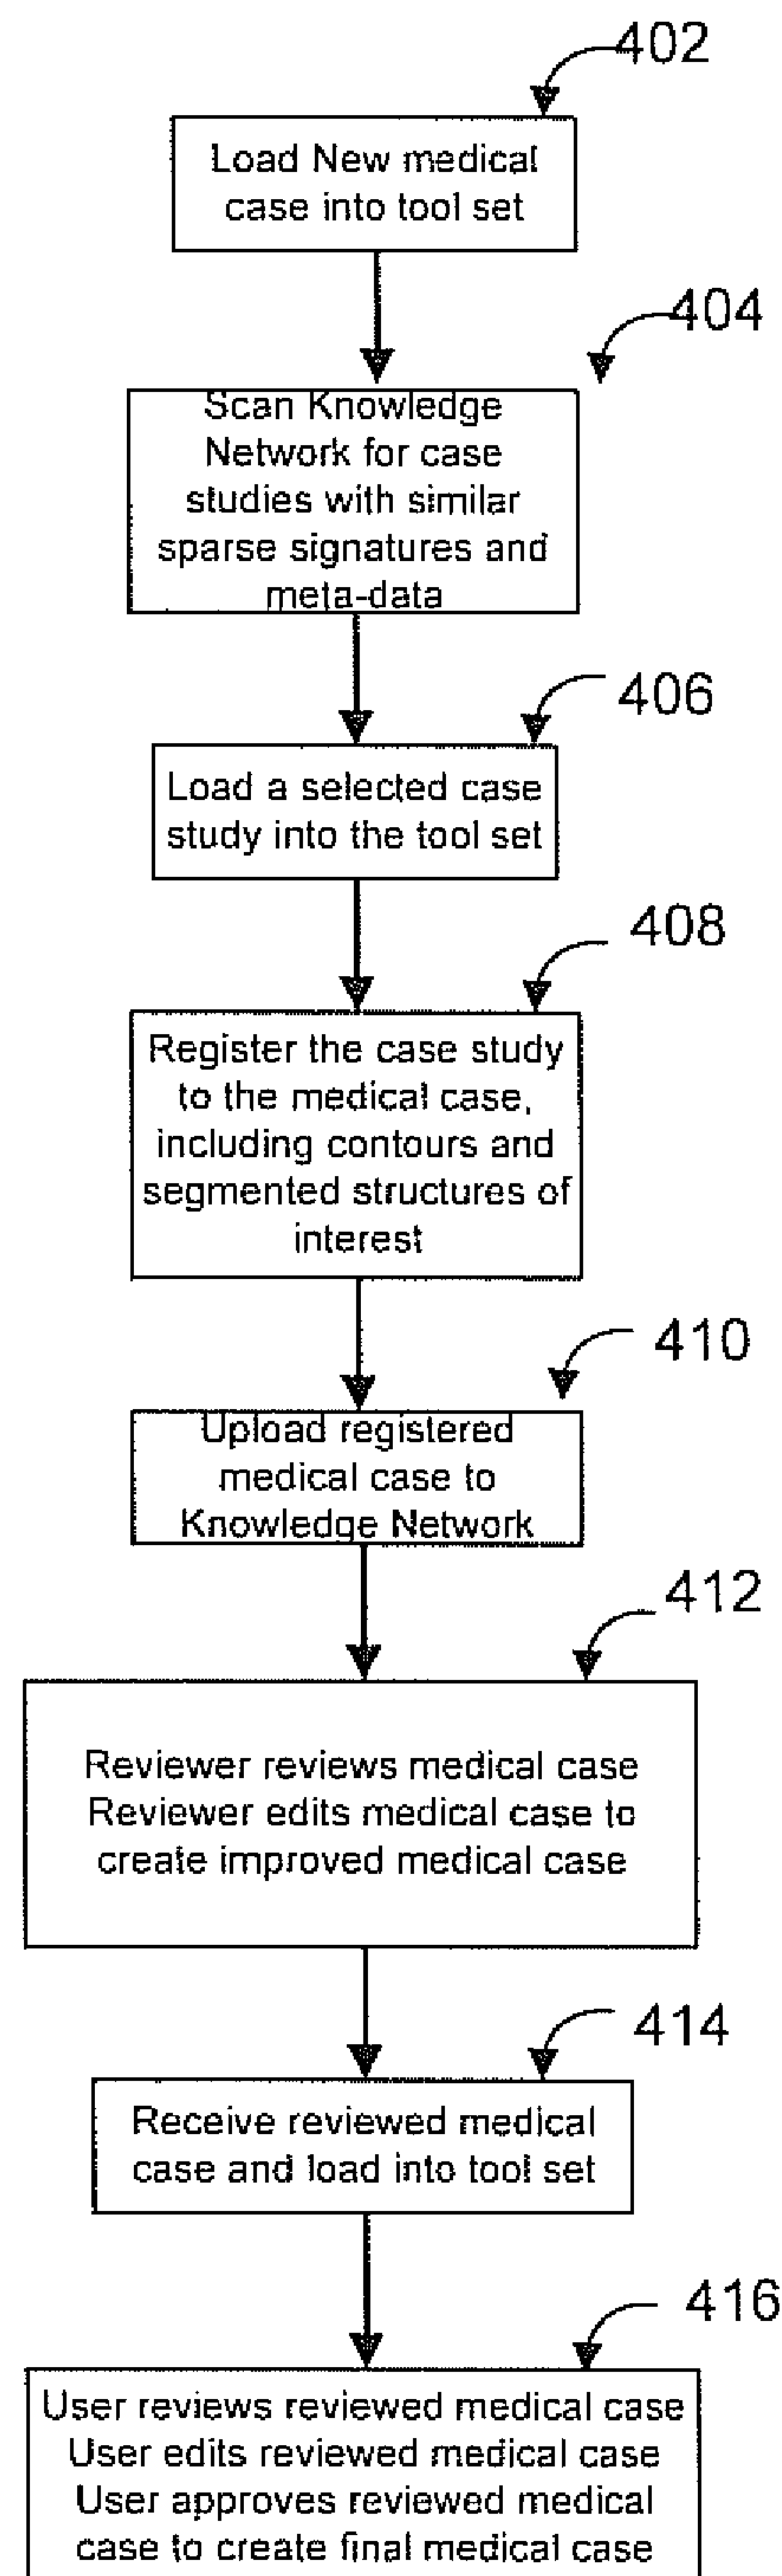 402
Load New medical
case into tool set
404
Scan Knowledge
Network for case
studies with similar
sparse signatures and
meta-data
406
Load a selected case
study into the tool set
408
Register the case study
to the medical case,
including contours and
segmented structures of
interest
410
Upload registered
medical case to
Knowledge Network
412
Reviewer reviews medical case
Reviewer edits medical case to
create improved medical case
414
Receive reviewed medical
case and load into tool set
416
User reviews reviewed medical case
User edits reviewed medical case
User approves reviewed medical
case to create final medical case